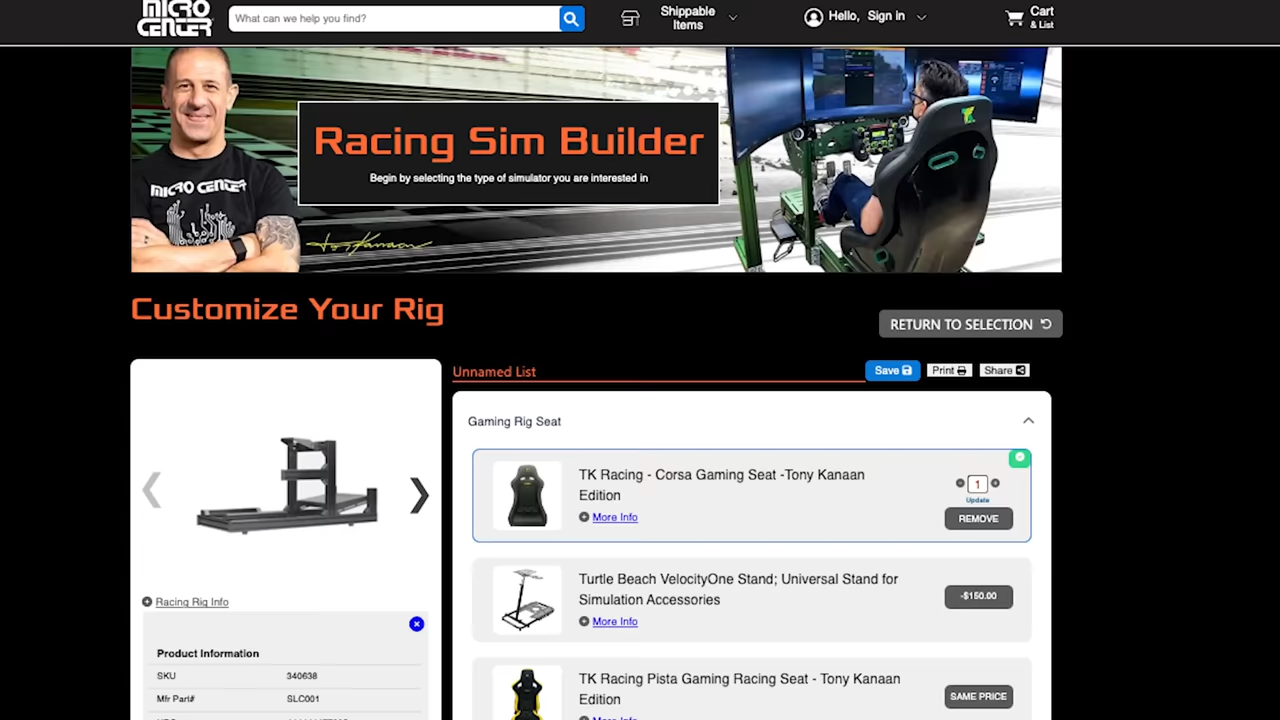 MICRO CENTER
What can we help you find?
Shippable Items
Hello, Sign in
Cart & List
MICRO CENTER
Racing Sim Builder
Begin by selecting the type of simulator you are interested in
Tony Kanaan
TK
Customize Your Rig
RETURN TO SELECTION
Unnamed List
Save
Print
Share
Gaming Rig Seat
TK Racing - Corsa Gaming Seat -Tony Kanaan
Edition
More Info
1
Update
REMOVE
Turtle Beach VelocityOne Stand; Universal Stand for
Simulation Accessories
More Info
-$150.00
TK Racing Pista Gaming Racing Seat - Tony Kanaan
Edition
More Info
SAME PRICE
Racing Rig Info
Product Information
SKU 340638
Mfr Part# SLC001